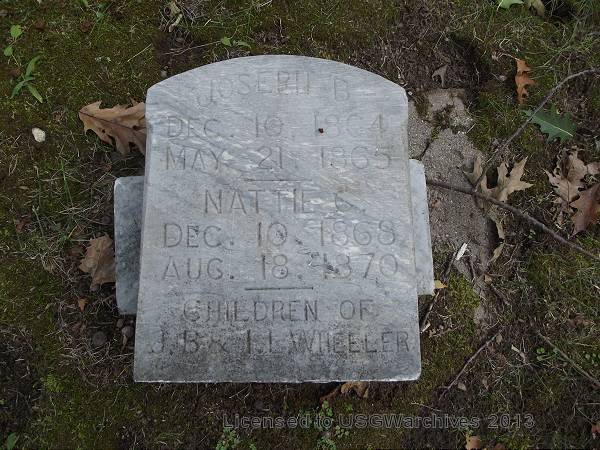 JOSEPH P.
DEC. 16 1864
MAY 21 1865
NATTIE C.
DEC. 10. 1868
AUG. 18. 1870
CHILDREN OF
J. B & I. L WHEELER
Licensed to USGWarchives 2013